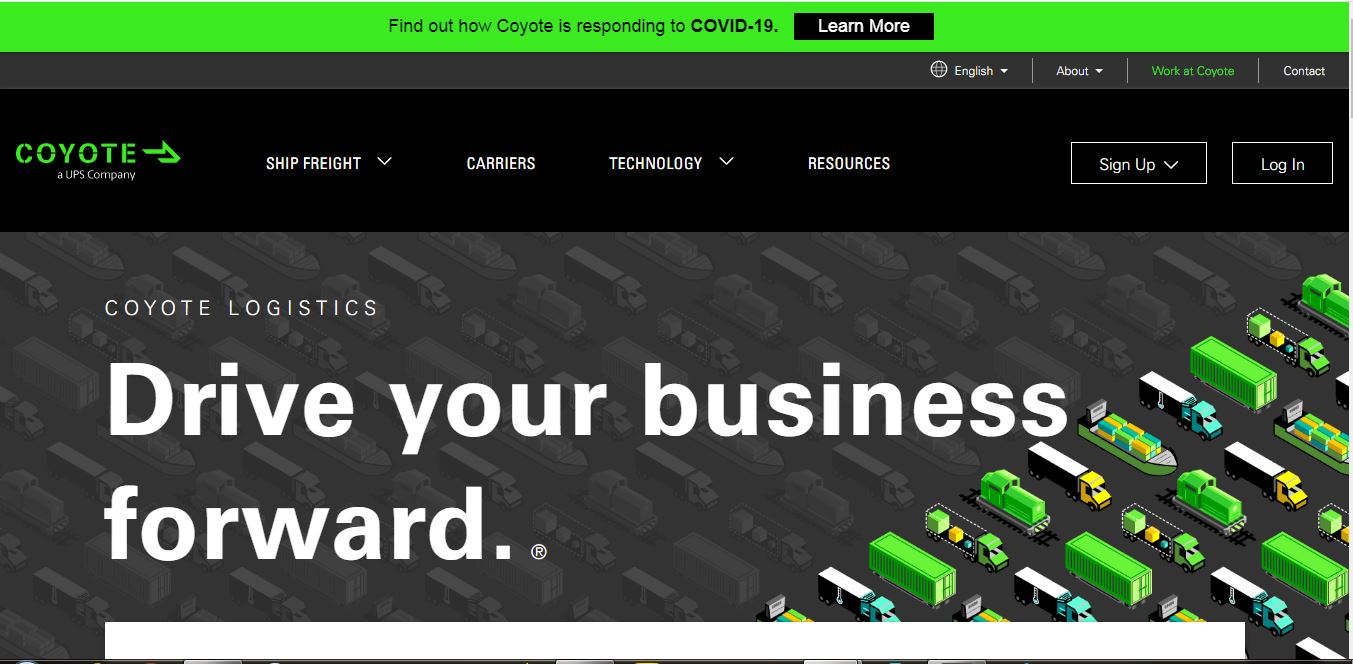 Find out how Coyote is responding to COVID-19. Learn More
English About Work at Coyote Contact
COYOTE
a UPS Company
SHIP FREIGHT CARRIERS TECHNOLOGY RESOURCES Sign Up Log In
COYOTE LOGISTICS
Drive your business
forward.®